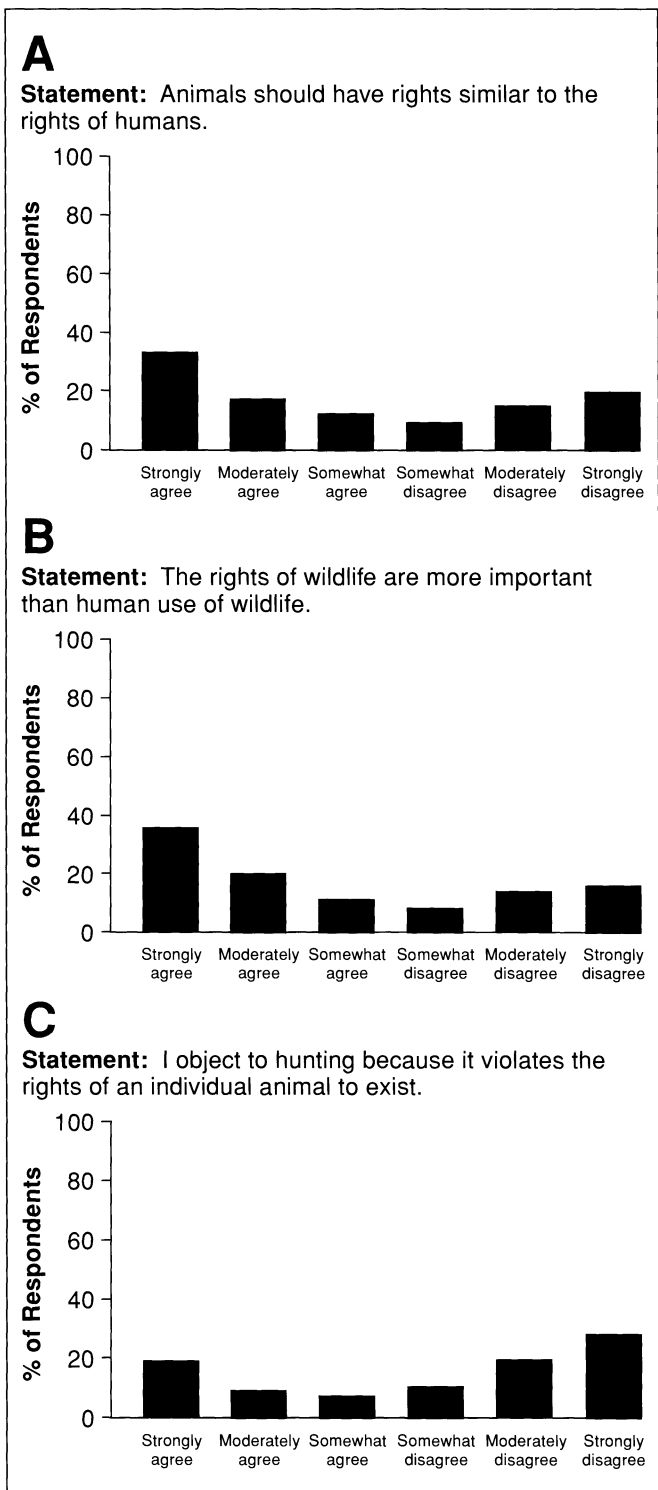 A
Statement: Animals should have rights similar to the
rights of humans.
% of Respondents
100
80
60
40
20
0
Strongly agree
Moderately agree
Somewhat agree
Somewhat disagree
Moderately disagree
Strongly disagree
B
Statement: The rights of wildlife are more important
than human use of wildlife.
% of Respondents
100
80
60
40
20
0
Strongly agree
Moderately agree
Somewhat agree
Somewhat disagree
Moderately disagree
Strongly disagree
C
Statement: I object to hunting because it violates the
rights of an individual animal to exist.
% of Respondents
100
80
60
40
20
0
Strongly agree
Moderately agree
Somewhat agree
Somewhat disagree
Moderately disagree
Strongly disagree